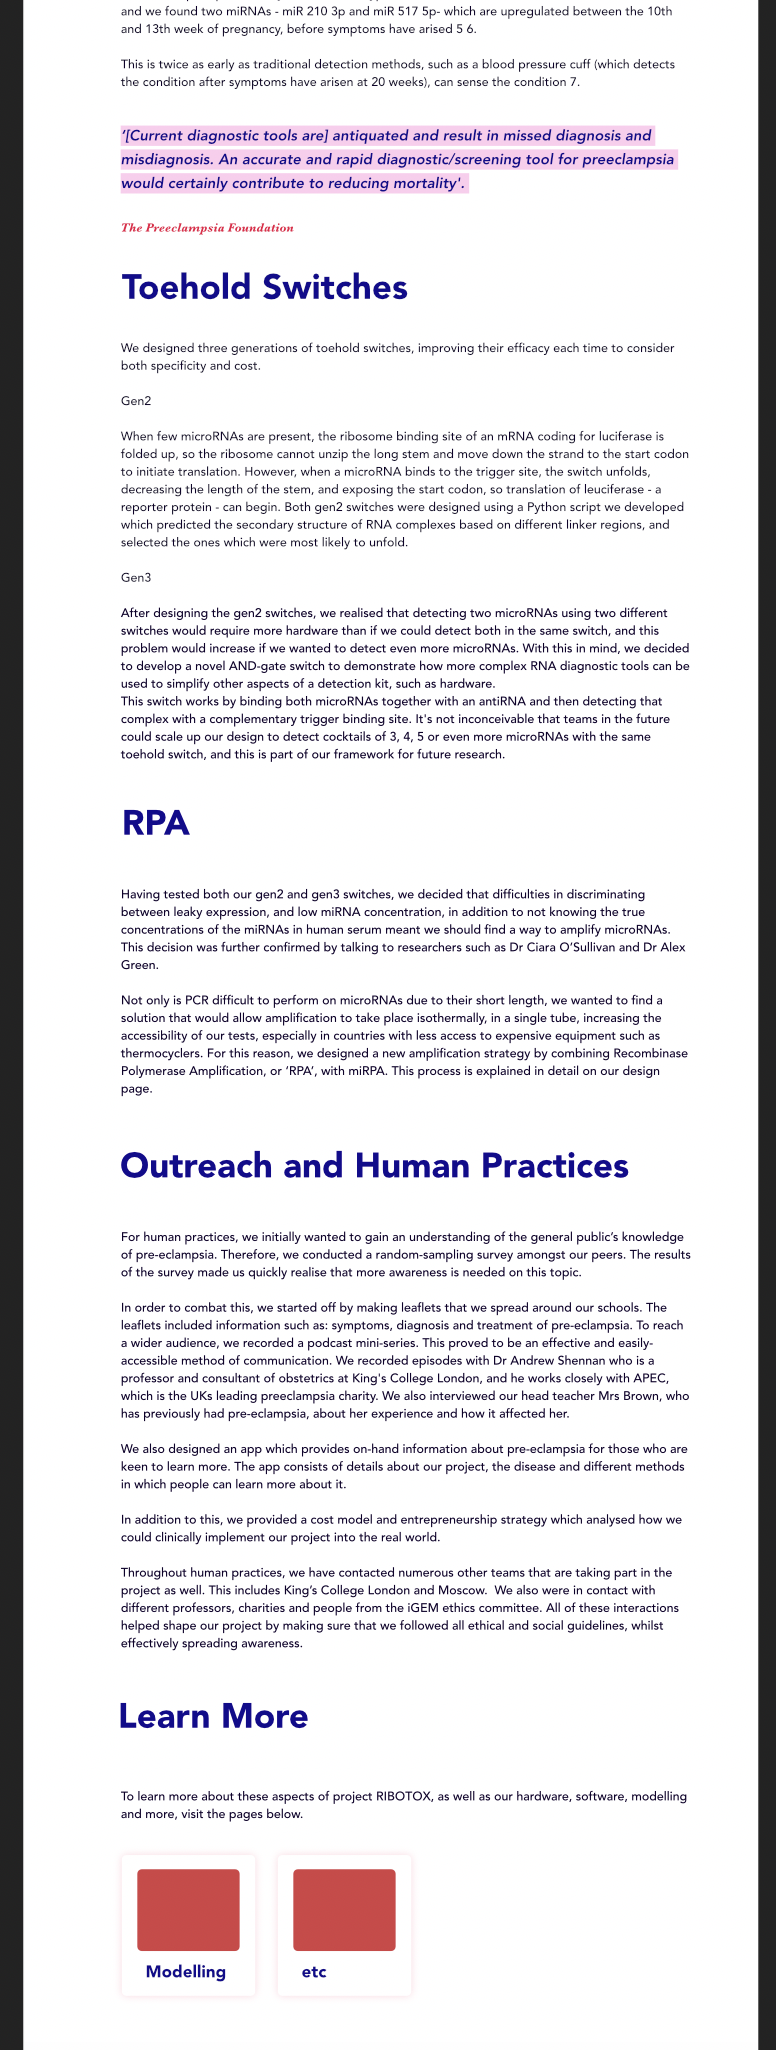 and we found two miRNAs - miR 210 3p and miR 517 5p- which are upregulated between the 10th
and 13th week of pregnancy, before symptoms have arised 5 6.
This is twice as early as traditional detection methods, such as a blood pressure cuff (which detects
the condition after symptoms have arisen at 20 weeks), can sense the condition 7.
‘[Current diagnostic tools are] antiquated and result in missed diagnosis and
misdiagnosis. An accurate and rapid diagnostic/screening tool for preeclampsia
would certainly contribute to reducing mortality'.
The Preeclampsia Foundation
Toehold Switches
We designed three generations of toehold switches, improving their efficacy each time to consider
both specificity and cost.
Gen2
When few microRNAs are present, the ribosome binding site of an mRNA coding for luciferase is
folded up, so the ribosome cannot unzip the long stem and move down the strand to the start codon
to initiate translation. However, when a microRNA binds to the trigger site, the switch unfolds,
decreasing the length of the stem, and exposing the start codon, so translation of leuciferase - a
reporter protein - can begin. Both gen2 switches were designed using a Python script we developed
which predicted the secondary structure of RNA complexes based on different linker regions, and
selected the ones which were most likely to unfold.
Gen3
After designing the gen2 switches, we realised that detecting two microRNAs using two different
switches would require more hardware than if we could detect both in the same switch, and this
problem would increase if we wanted to detect even more microRNAs. With this in mind, we decided
to develop a novel AND-gate switch to demonstrate how more complex RNA diagnostic tools can be
used to simplify other aspects of a detection kit, such as hardware.
This switch works by binding both microRNAs together with an antiRNA and then detecting that
complex with a complementary trigger binding site. It's not inconceivable that teams in the future
could scale up our design to detect cocktails of 3, 4, 5 or even more microRNAs with the same
toehold switch, and this is part of our framework for future research.
RPA
Having tested both our gen2 and gen3 switches, we decided that difficulties in discriminating
between leaky expression, and low miRNA concentration, in addition to not knowing the true
concentrations of the miRNAs in human serum meant we should find a way to amplify microRNAs.
This decision was further confirmed by talking to researchers such as Dr Ciara O’Sullivan and Dr Alex
Green.
Not only is PCR difficult to perform on microRNAs due to their short length, we wanted to find a
solution that would allow amplification to take place isothermally, in a single tube, increasing the
accessibility of our tests, especially in countries with less access to expensive equipment such as
thermocyclers. For this reason, we designed a new amplification strategy by combining Recombinase
Polymerase Amplification, or ‘RPA’, with miRPA. This process is explained in detail on our design
page.
Outreach and Human Practices
For human practices, we initially wanted to gain an understanding of the general public’s knowledge
of pre-eclampsia. Therefore, we conducted a random-sampling survey amongst our peers. The results
of the survey made us quickly realise that more awareness is needed on this topic.
In order to combat this, we started off by making leaflets that we spread around our schools. The
leaflets included information such as: symptoms, diagnosis and treatment of pre-eclampsia. To reach
a wider audience, we recorded a podcast mini-series. This proved to be an effective and easily-
accessible method of communication. We recorded episodes with Dr Andrew Shennan who is a
professor and consultant of obstetrics at King's College London, and he works closely with APEC,
which is the UKs leading preeclampsia charity. We also interviewed our head teacher Mrs Brown, who
has previously had pre-eclampsia, about her experience and how it affected her.
We also designed an app which provides on-hand information about pre-eclampsia for those who are
keen to learn more. The app consists of details about our project, the disease and different methods
in which people can learn more about it.
In addition to this, we provided a cost model and entrepreneurship strategy which analysed how we
could clinically implement our project into the real world.
Throughout human practices, we have contacted numerous other teams that are taking part in the
project as well. This includes King’s College London and Moscow. We also were in contact with
different professors, charities and people from the iGEM ethics committee. All of these interactions
helped shape our project by making sure that we followed all ethical and social guidelines, whilst
effectively spreading awareness.
Learn More
To learn more about these aspects of project RIBOTOX, as well as our hardware, software, modelling
and more, visit the pages below.
Modelling
etc